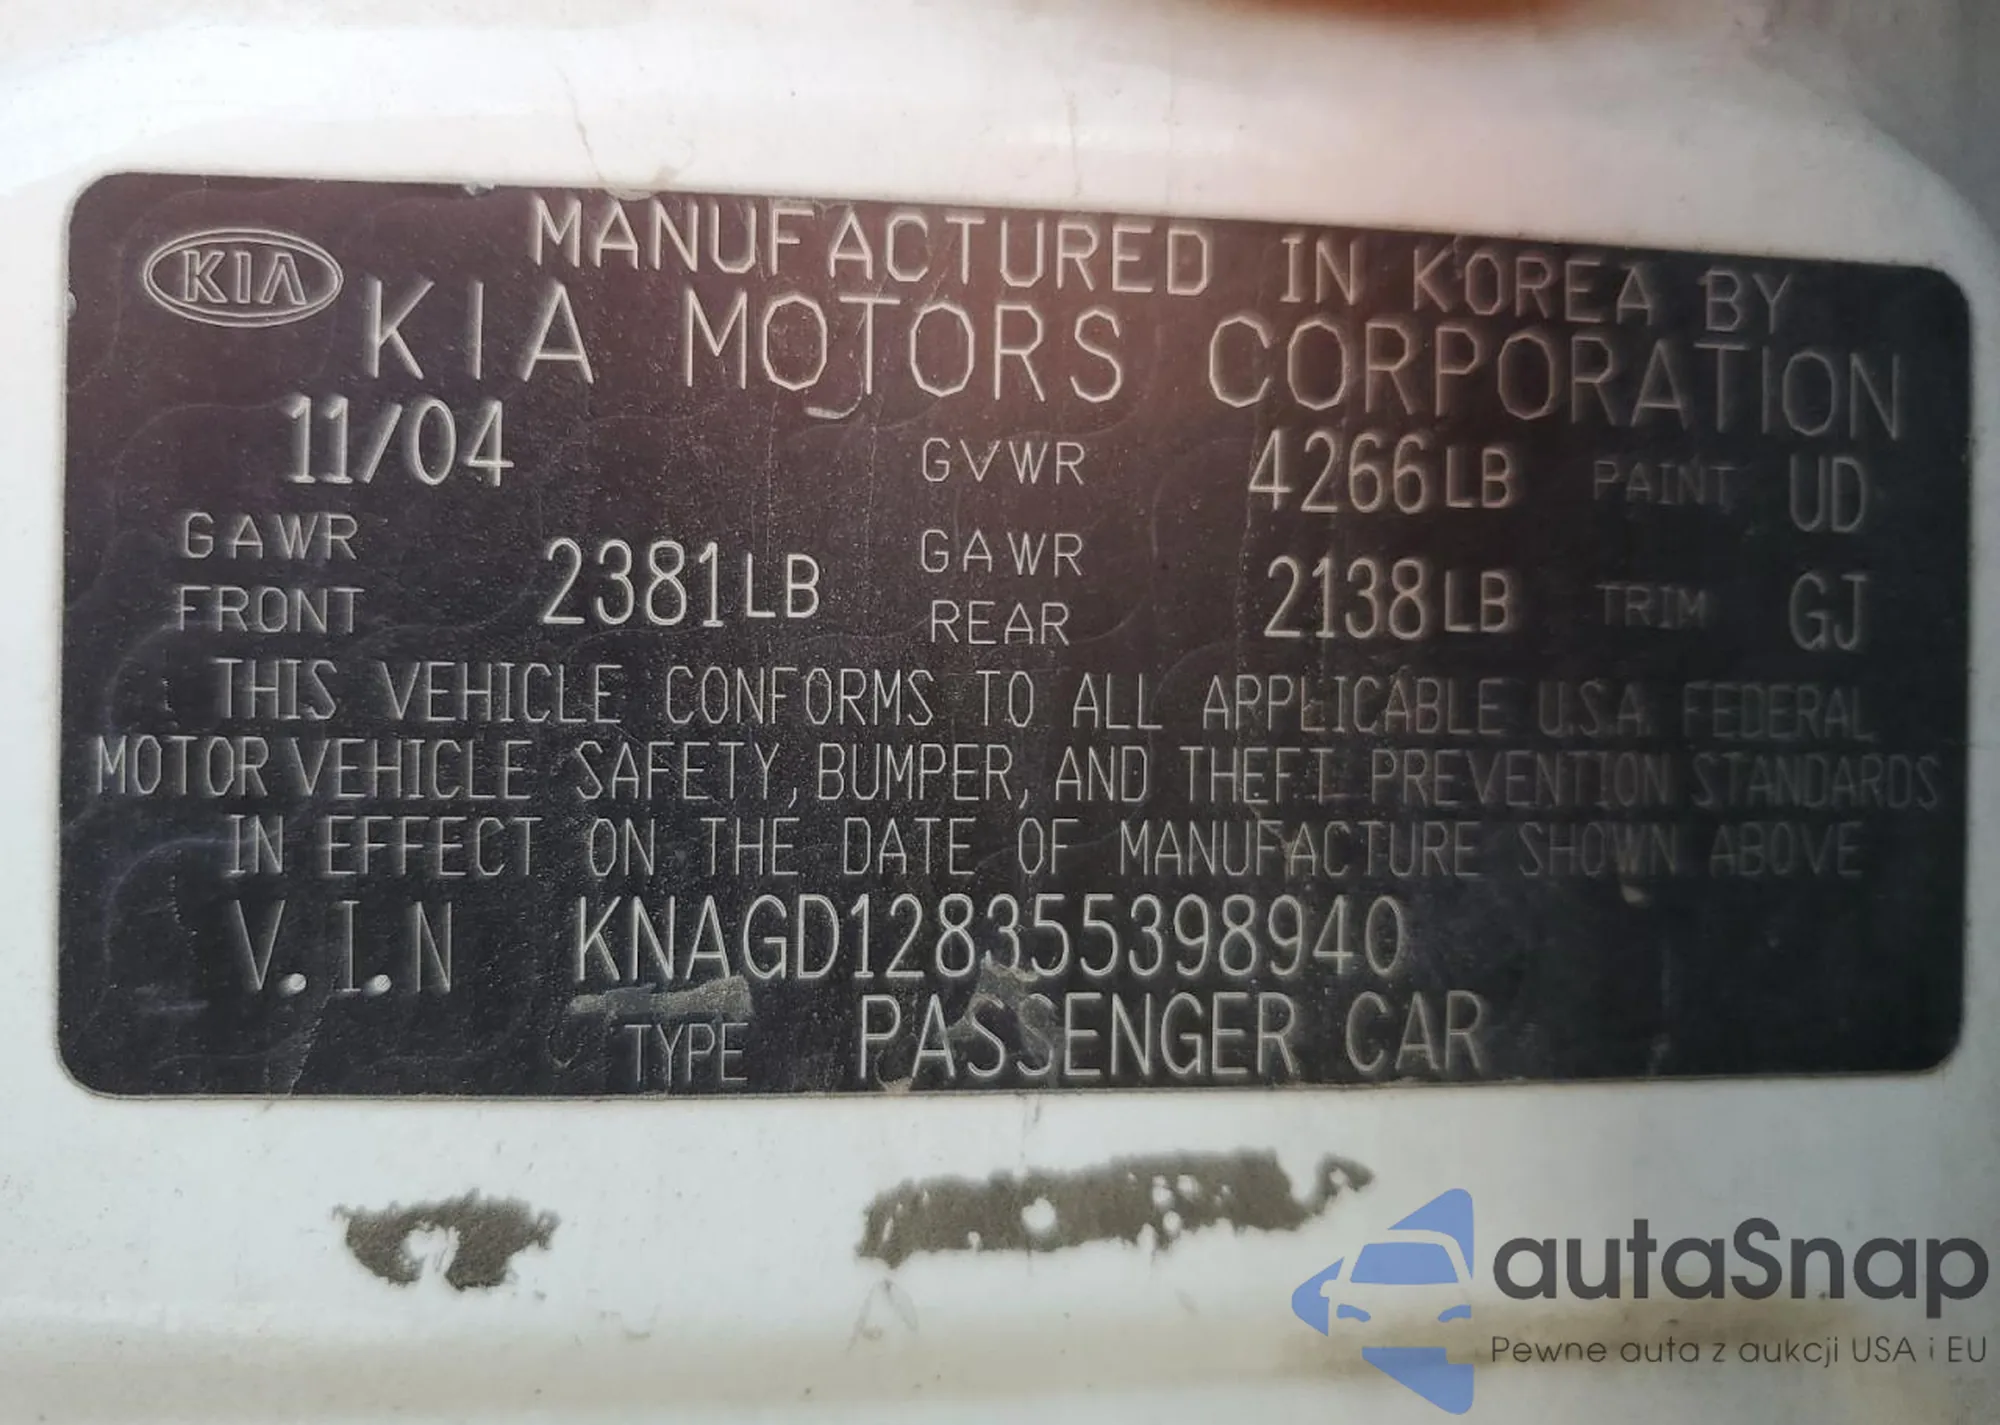 KIA
MANUFACTURED IN KOREA BY
KIA MOTORS CORPORATION
11/04 GVWR 4266LB PAINT UD
GAWR FRONT 2381LB GAWR REAR 2138LB TRIM GJ
THIS VEHICLE CONFORMS TO ALL APPLICABLE U.S.A. FEDERAL
MOTOR VEHICLE SAFETY, BUMPER, AND THEFT PREVENTION STANDARDS
IN EFFECT ON THE DATE OF MANUFACTURE SHOWN ABOVE
V.I.N KNAGD128355398940
TYPE PASSENGER CAR
autaSnap
Pewne auta z aukcji USA i EU